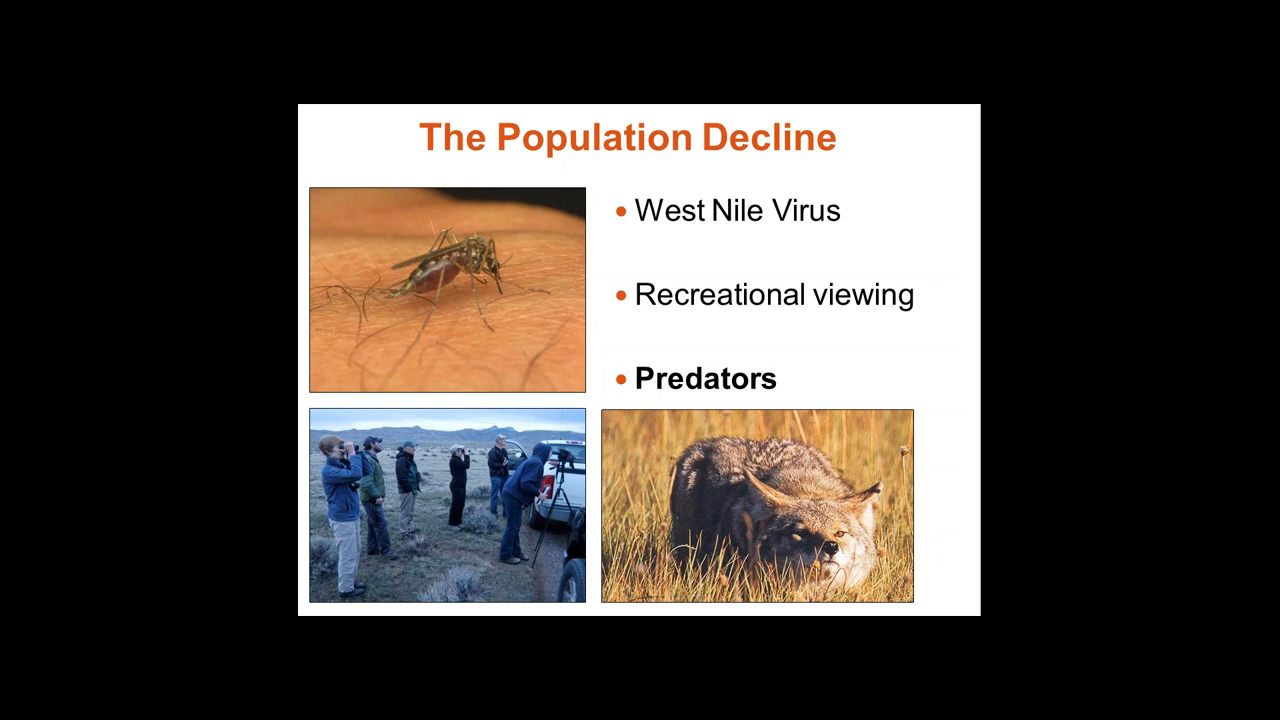 The Population Decline
• West Nile Virus
• Recreational viewing
• Predators